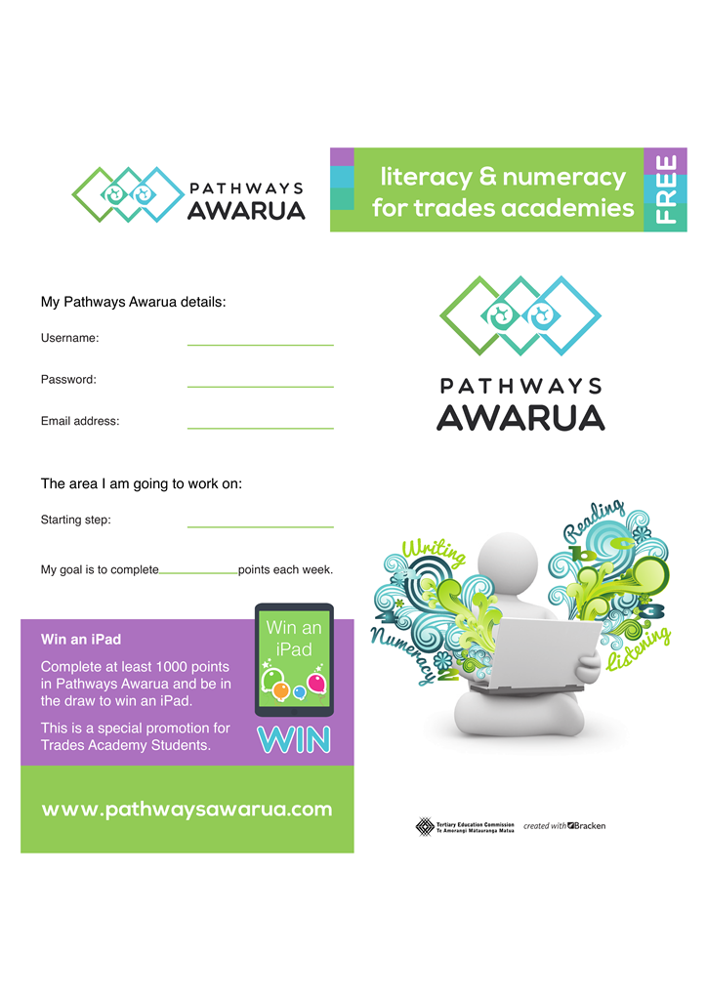 PATHWAYS
AWARUA
My Pathways Awarua details:
Username:
Password:
Email address:
The area I am going to work on:
Starting step:
My goal is to complete points each week.
Win an iPad
Complete at least 1000 points
in Pathways Awarua and be in
the draw to win an iPad.
This is a special promotion for
Trades Academy Students.
Win an
iPad
WIN
www.pathwaysawarua.com
literacy & numeracy
for trades academies
FREE
PATHWAYS
AWARUA
Writing
Reading
b c
Numeracy
2
3
Listening
Tertiary Education Commission
Te Amorangi Mātauranga Matua
created with Bracken